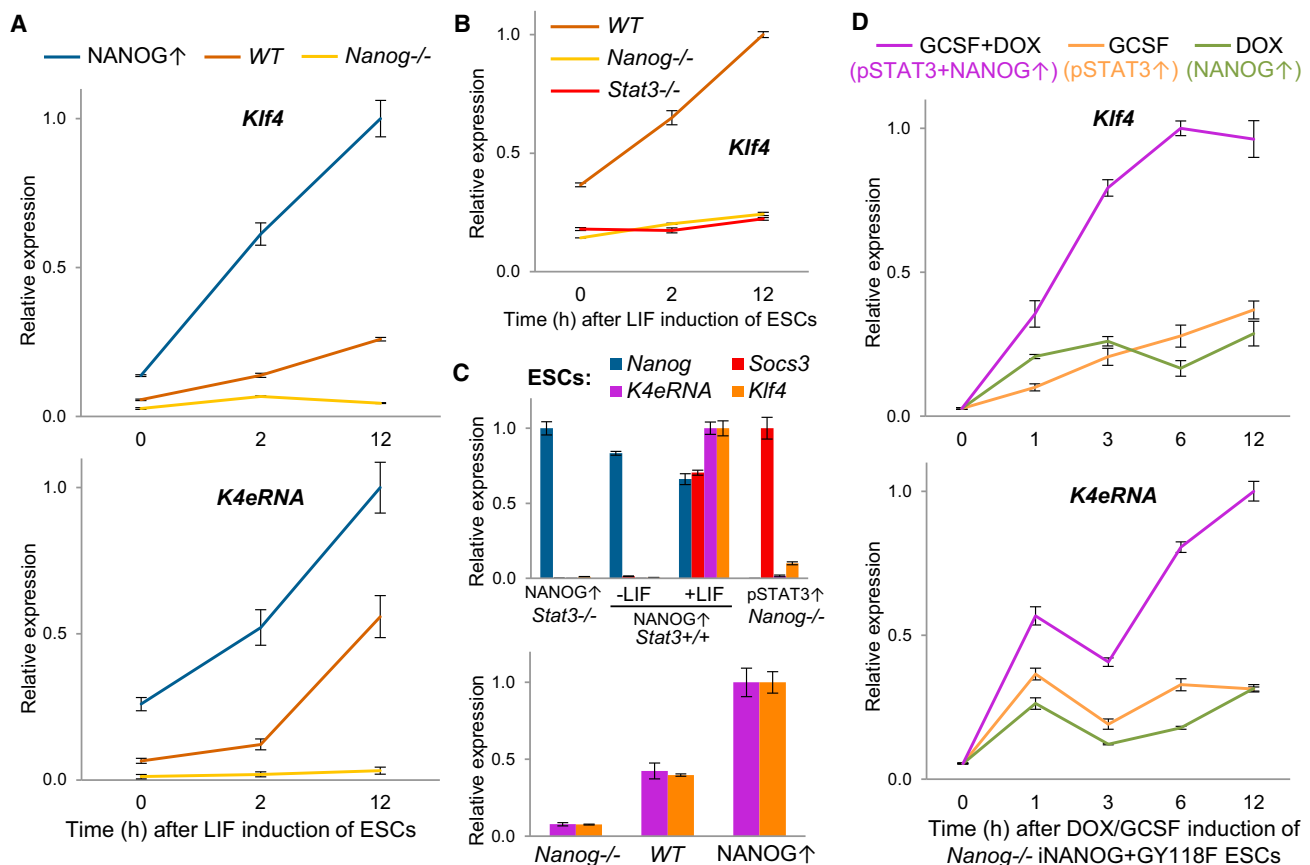 A
NANOG↑ WT Nanog-/-
Klf4
Relative expression
1.0
0.5
0.0
0 2 12
K4eRNA
Relative expression
1.0
0.5
0.0
0 2 12
Time (h) after LIF induction of ESCs
B
WT
Nanog-/-
Stat3-/-
Klf4
Relative expression
1.0
0.5
0.0
0 2 12
Time (h) after LIF induction of ESCs
C
ESCs:
Nanog Socs3
K4eRNA Klf4
Relative expression
1.0
0.5
0.0
NANOG↑ -LIF +LIF pSTAT3↑
Stat3-/- NANOG↑ Nanog-/-
Stat3+/+
Relative expression
1.0
0.5
0.0
Nanog-/- WT NANOG↑
D
GCSF+DOX GCSF DOX
(pSTAT3+NANOG↑) (pSTAT3↑) (NANOG↑)
Klf4
Relative expression
1.0
0.5
0.0
0 1 3 6 12
K4eRNA
Relative expression
1.0
0.5
0.0
0 1 3 6 12
Time (h) after DOX/GCSF induction of
Nanog-/- iNANOG+GY118F ESCs